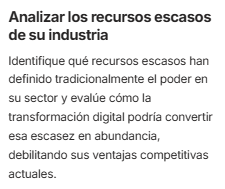 Analizar los recursos escasos
de su industria
Identifique qué recursos escasos han
definido tradicionalmente el poder en
su sector y evalúe cómo la
transformación digital podría convertir
esa escasez en abundancia,
debilitando sus ventajas competitivas
actuales.